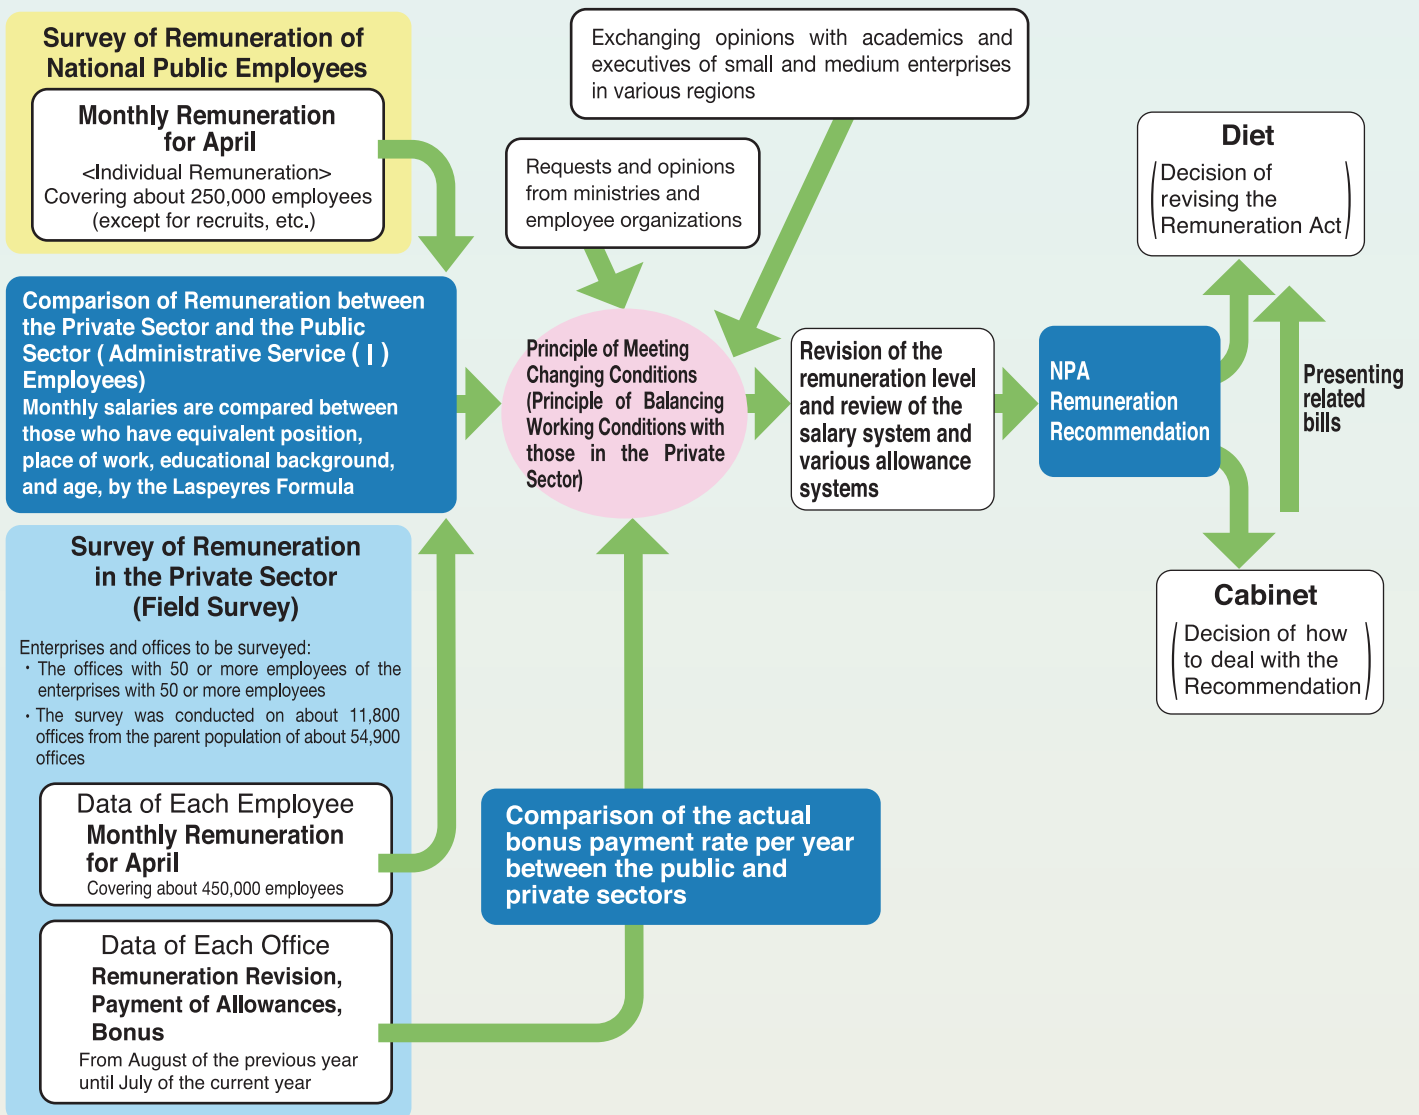 Survey of Remuneration of
National Public Employees
Monthly Remuneration
for April
<Individual Remuneration>
Covering about 250,000 employees
(except for recruits, etc.)
Exchanging opinions with academics and
executives of small and medium enterprises
in various regions
Requests and opinions
from ministries and
employee organizations
Comparison of Remuneration between
the Private Sector and the Public
Sector ( Administrative Service ( I )
Employees)
Monthly salaries are compared between
those who have equivalent position,
place of work, educational background,
and age, by the Laspeyres Formula
Principle of Meeting
Changing Conditions
(Principle of Balancing
Working Conditions with
those in the Private
Sector)
Revision of the
remuneration level
and review of the
salary system and
various allowance
systems
NPA
Remuneration
Recommendation
Diet
(Decision of
revising the
Remuneration Act)
Presenting
related
bills
Cabinet
(Decision of how
to deal with the
Recommendation)
Survey of Remuneration
in the Private Sector
(Field Survey)
Enterprises and offices to be surveyed:
・The offices with 50 or more employees of the
enterprises with 50 or more employees
・The survey was conducted on about 11,800
offices from the parent population of about 54,900
offices
Data of Each Employee
Monthly Remuneration
for April
Covering about 450,000 employees
Data of Each Office
Remuneration Revision,
Payment of Allowances,
Bonus
From August of the previous year
until July of the current year
Comparison of the actual
bonus payment rate per year
between the public and
private sectors